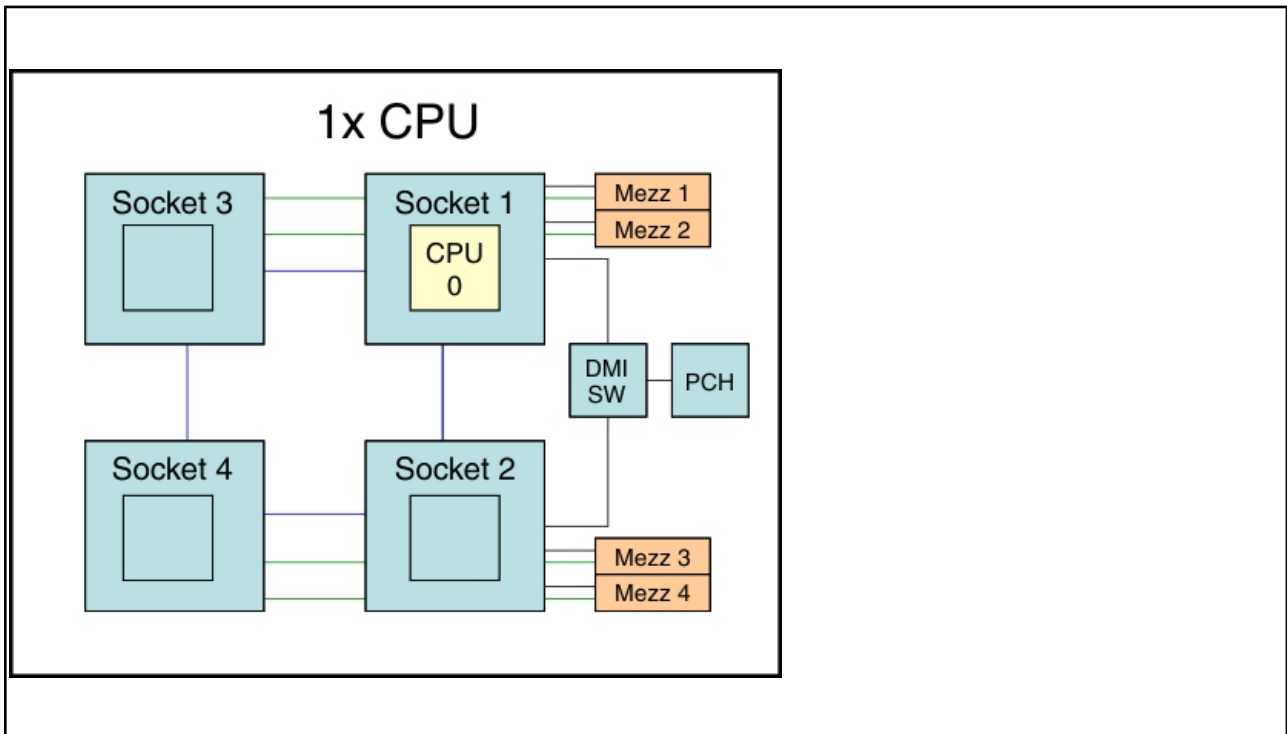 1x CPU
Socket 3
Socket 1
CPU
0
Mezz 1
Mezz 2
DMI
SW
PCH
Socket 4
Socket 2
Mezz 3
Mezz 4